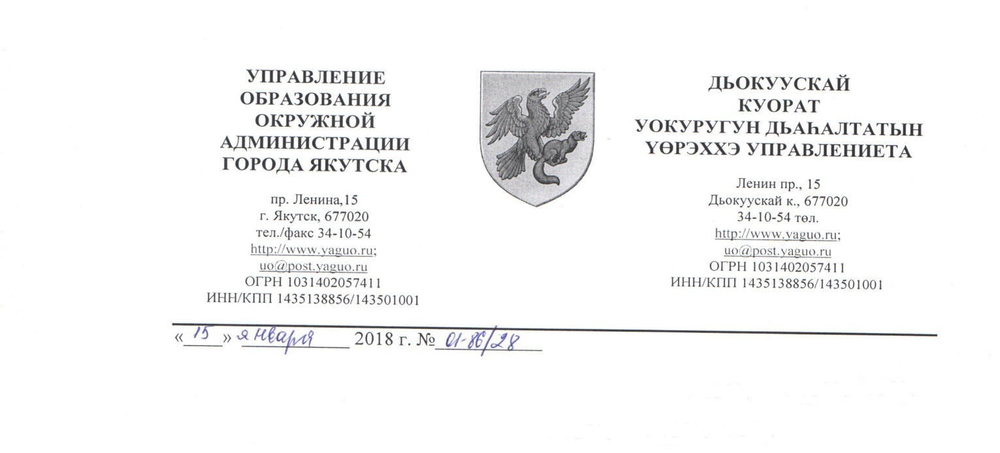 УПРАВЛЕНИЕ
ОБРАЗОВАНИЯ
ОКРУЖНОЙ
АДМИНИСТРАЦИИ
ГОРОДА ЯКУТСКА
пр. Ленина,15
г. Якутск, 677020
тел./факс 34-10-54
http://www.yaguo.ru;
uo@post.yaguo.ru
ОГРН 1031402057411
ИНН/КПП 1435138856/143501001
ДЬОКУУСКАЙ
КУОРАТ
УОКУРУГУН ДЬАҺАЛТАТЫН
ҮӨРЭХХЭ УПРАВЛЕНИЕТА
Ленин пр., 15
Дьокуускай к., 677020
34-10-54 төл.
http://www.yaguo.ru;
uo@post.yaguo.ru
ОГРН 1031402057411
ИНН/КПП 1435138856/143501001
«15» января 2018 г. № 01-86/28